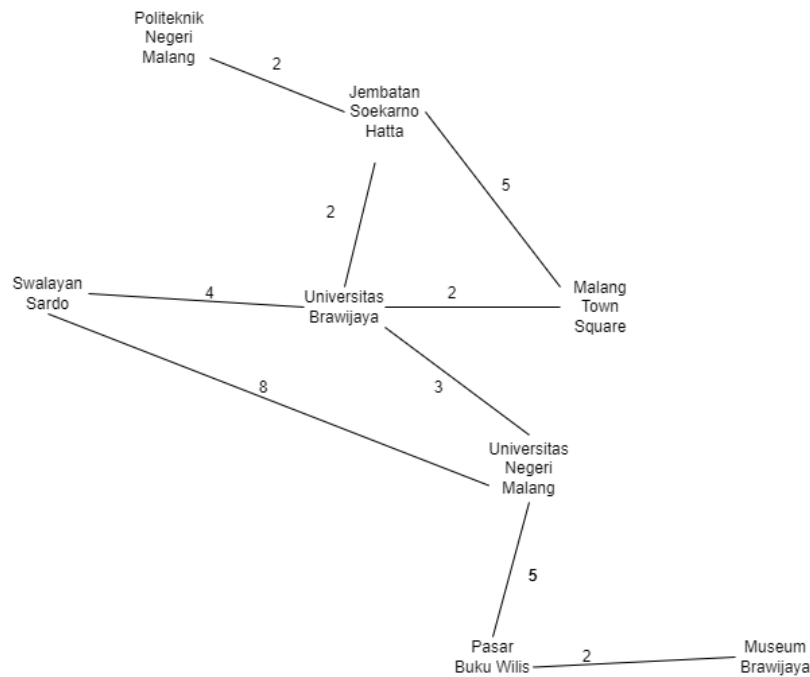 Politeknik
Negeri
Malang
2
Jembatan
Soekarno
Hatta
5
2
Swalayan
Sardo
4
Universitas
Brawijaya
2
Malang
Town
Square
8
3
Universitas
Negeri
Malang
5
Pasar
Buku Wilis
2
Museum
Brawijaya